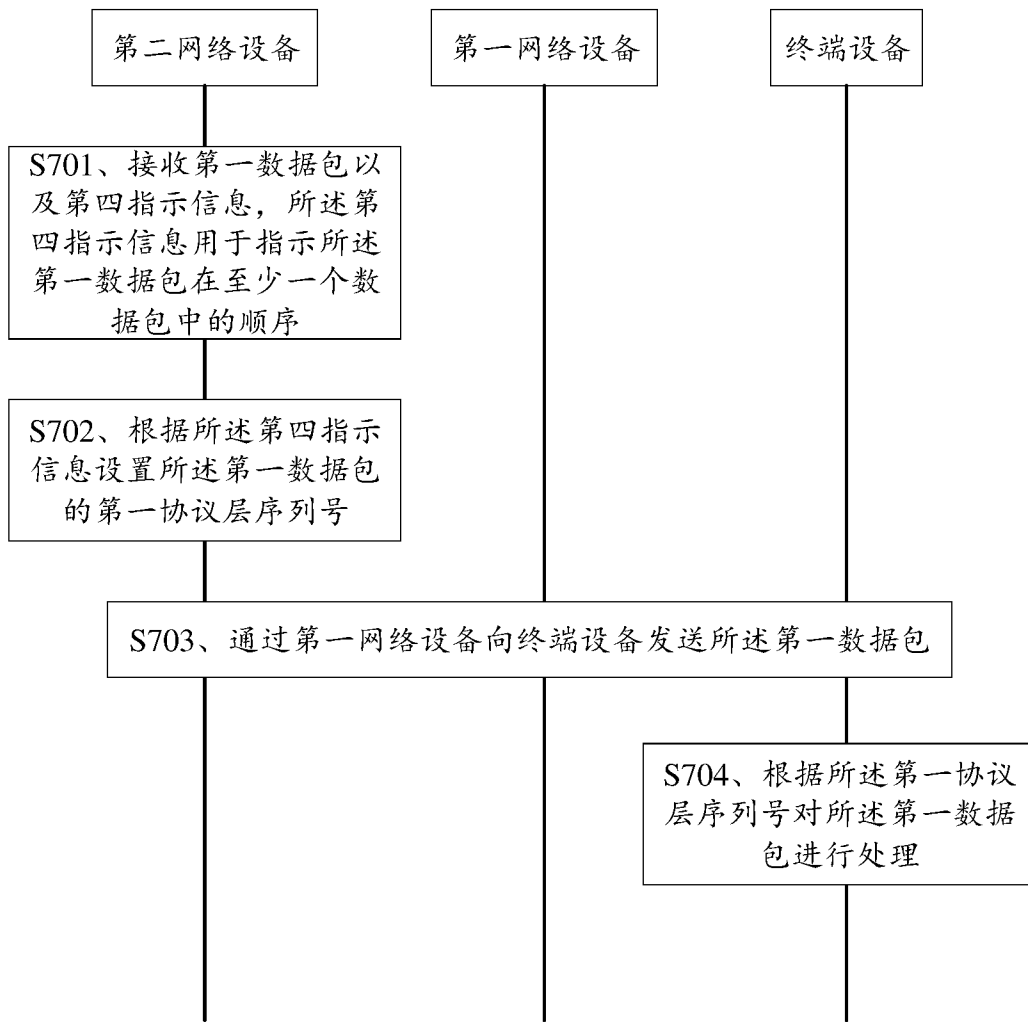 第二网络设备
第一网络设备
终端设备
S701、接收第一数据包以
及第四指示信息，所述第
四指示信息用于指示所述
第一数据包在至少一个数
据包中的顺序
S702、根据所述第四指示
信息设置所述第一数据包
的第一协议层序列号
S703、通过第一网络设备向终端设备发送所述第一数据包
S704、根据所述第一协议
层序列号对所述第一数据
包进行处理